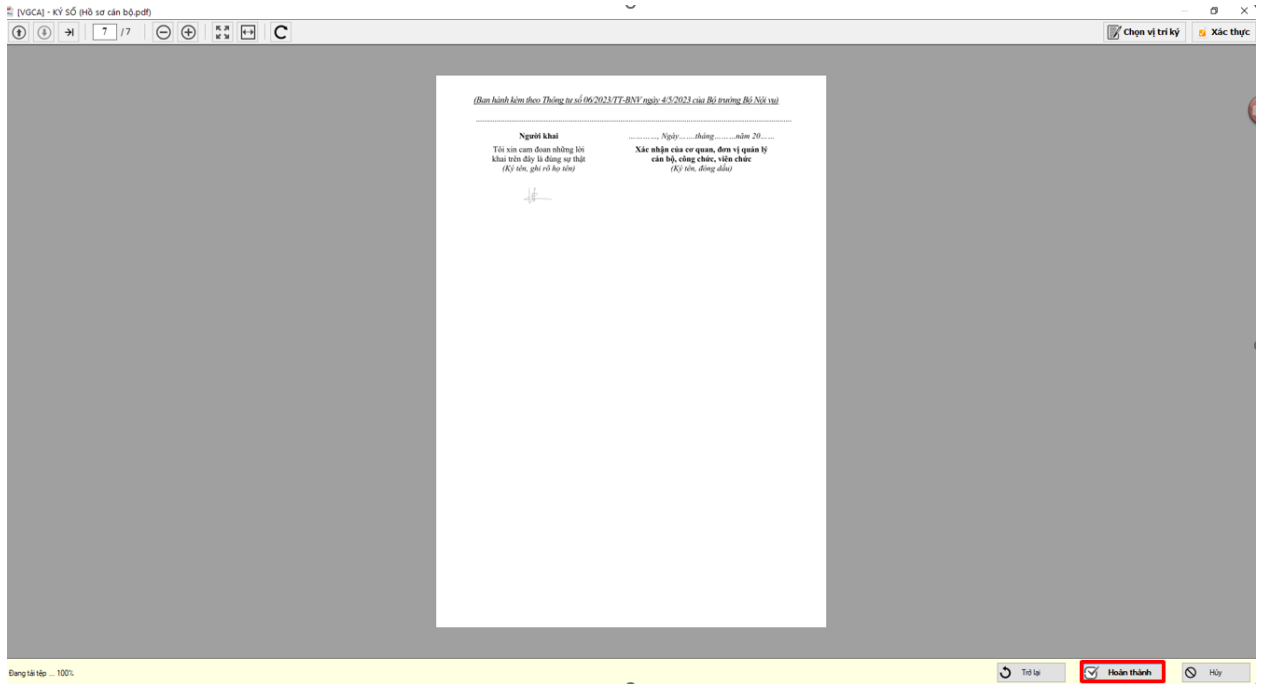 [VGCA] - KÝ SỐ (Hồ sơ cán bộ.pdf)
7 /7 Chọn vị trí ký Xác thực
(Ban hành kèm theo Thông tư số 06/2023/TT-BNV ngày 4/5/2023 của Bộ trưởng Bộ Nội vụ)
Người khai
Tôi xin cam đoan những lời
khai trên đây là đúng sự thật
(Ký tên, ghi rõ họ tên)
…………, Ngày……tháng………năm 20……
Xác nhận của cơ quan, đơn vị quản lý
cán bộ, công chức, viên chức
(Ký tên, đóng dấu)
Đang tải tệp ... 100% Trở lại Hoàn thành Hủy